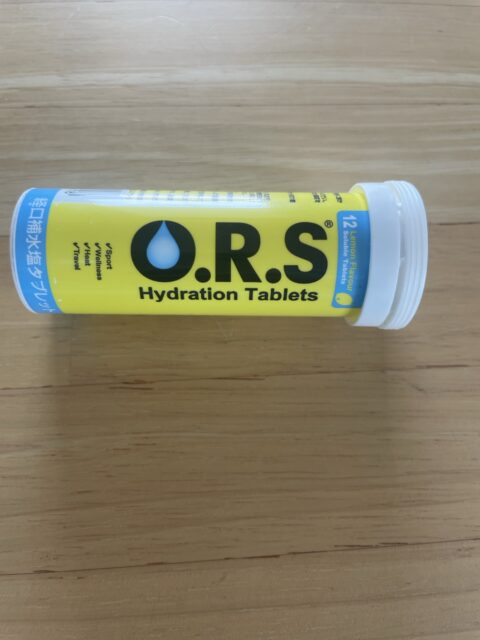 O.R.S®
Hydration Tablets
✓Sport
✓Wellness
✓Heat
✓Travel
12 Lemon Flavour
Soluble Tablets
経口補水塩タブレット